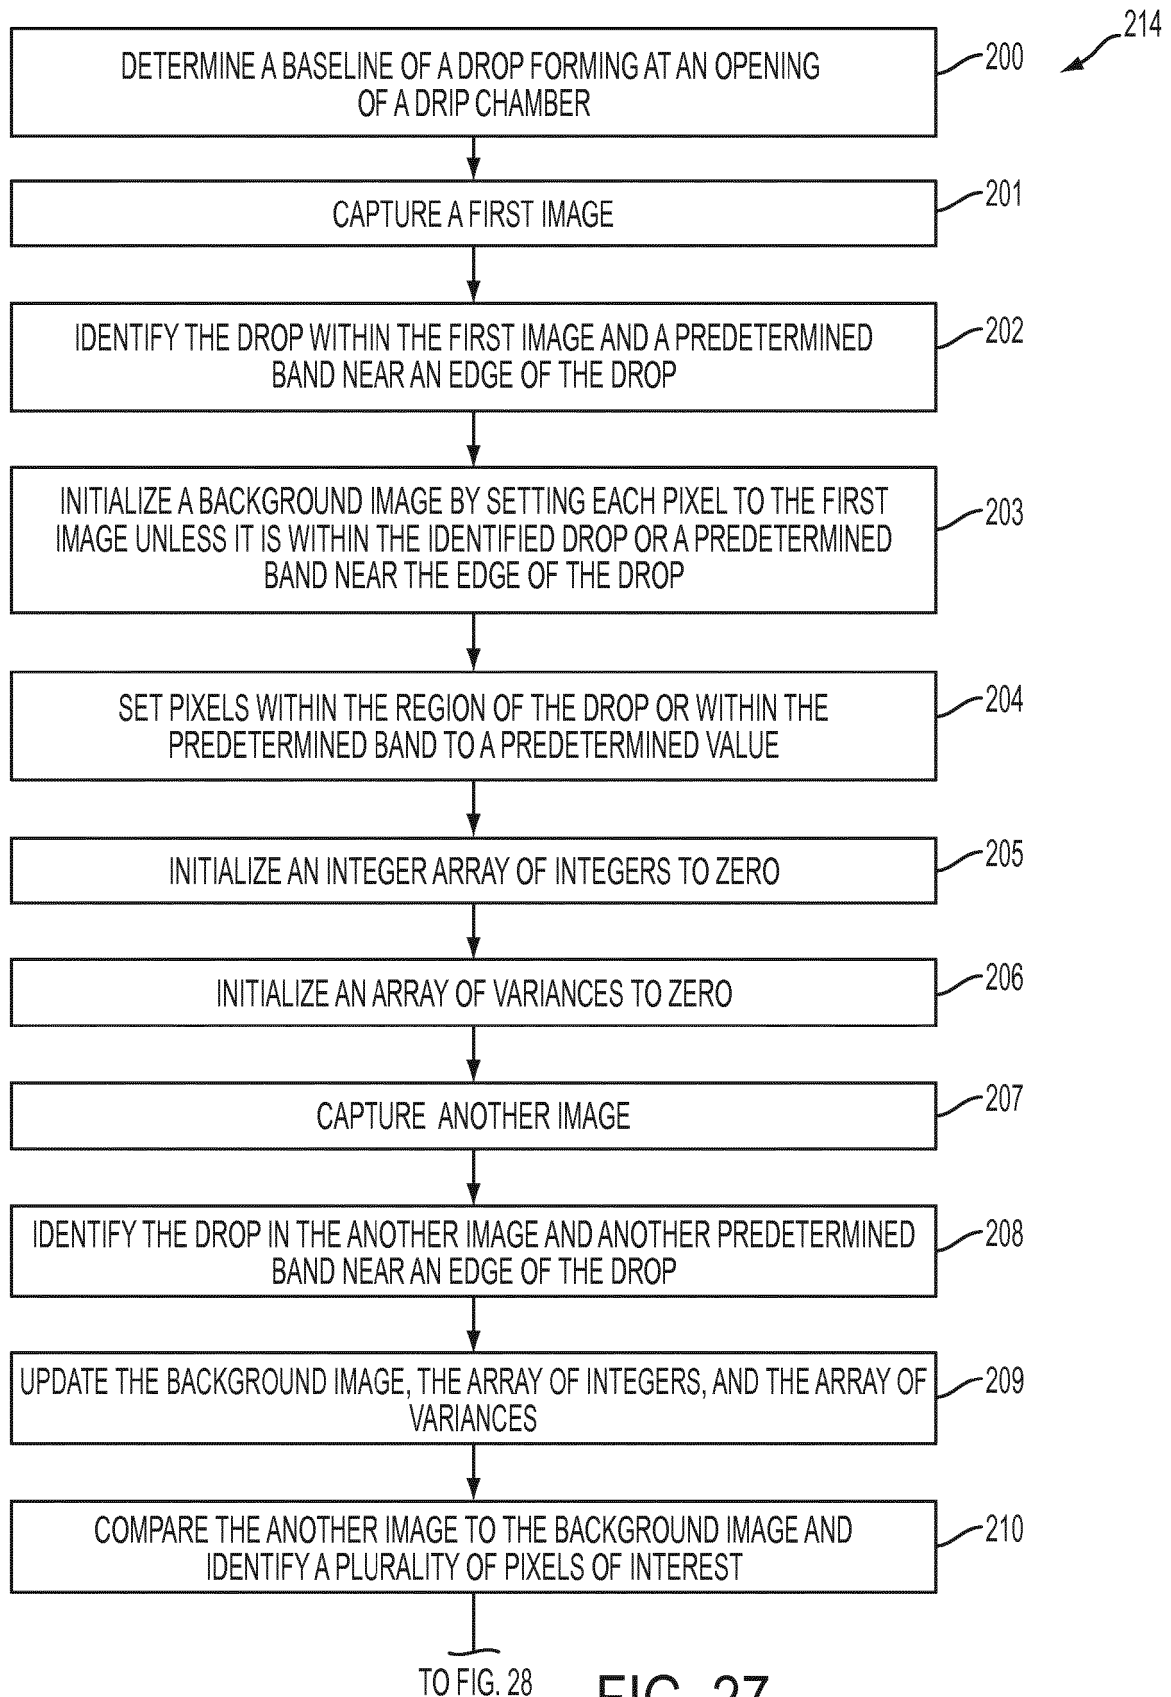 214
DETERMINE A BASELINE OF A DROP FORMING AT AN OPENING
OF A DRIP CHAMBER
200
CAPTURE A FIRST IMAGE
201
IDENTIFY THE DROP WITHIN THE FIRST IMAGE AND A PREDETERMINED
BAND NEAR AN EDGE OF THE DROP
202
INITIALIZE A BACKGROUND IMAGE BY SETTING EACH PIXEL TO THE FIRST
IMAGE UNLESS IT IS WITHIN THE IDENTIFIED DROP OR A PREDETERMINED
BAND NEAR THE EDGE OF THE DROP
203
SET PIXELS WITHIN THE REGION OF THE DROP OR WITHIN THE
PREDETERMINED BAND TO A PREDETERMINED VALUE
204
INITIALIZE AN INTEGER ARRAY OF INTEGERS TO ZERO
205
INITIALIZE AN ARRAY OF VARIANCES TO ZERO
206
CAPTURE ANOTHER IMAGE
207
IDENTIFY THE DROP IN THE ANOTHER IMAGE AND ANOTHER PREDETERMINED
BAND NEAR AN EDGE OF THE DROP
208
UPDATE THE BACKGROUND IMAGE, THE ARRAY OF INTEGERS, AND THE ARRAY OF
VARIANCES
209
COMPARE THE ANOTHER IMAGE TO THE BACKGROUND IMAGE AND
IDENTIFY A PLURALITY OF PIXELS OF INTEREST
210
TO FIG. 28
FIG. 27